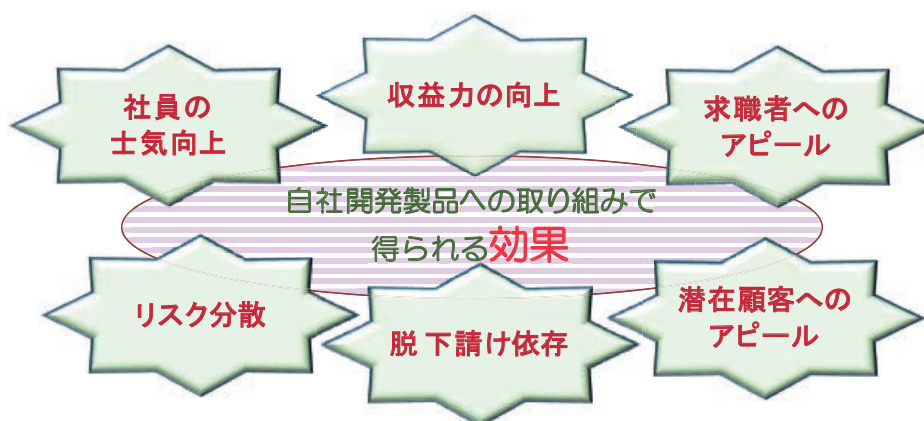 社員の
士気向上
収益力の向上
求職者への
アピール
自社開発製品への取り組みで
得られる効果
リスク分散
脱 下請け依存
潜在顧客への
アピール